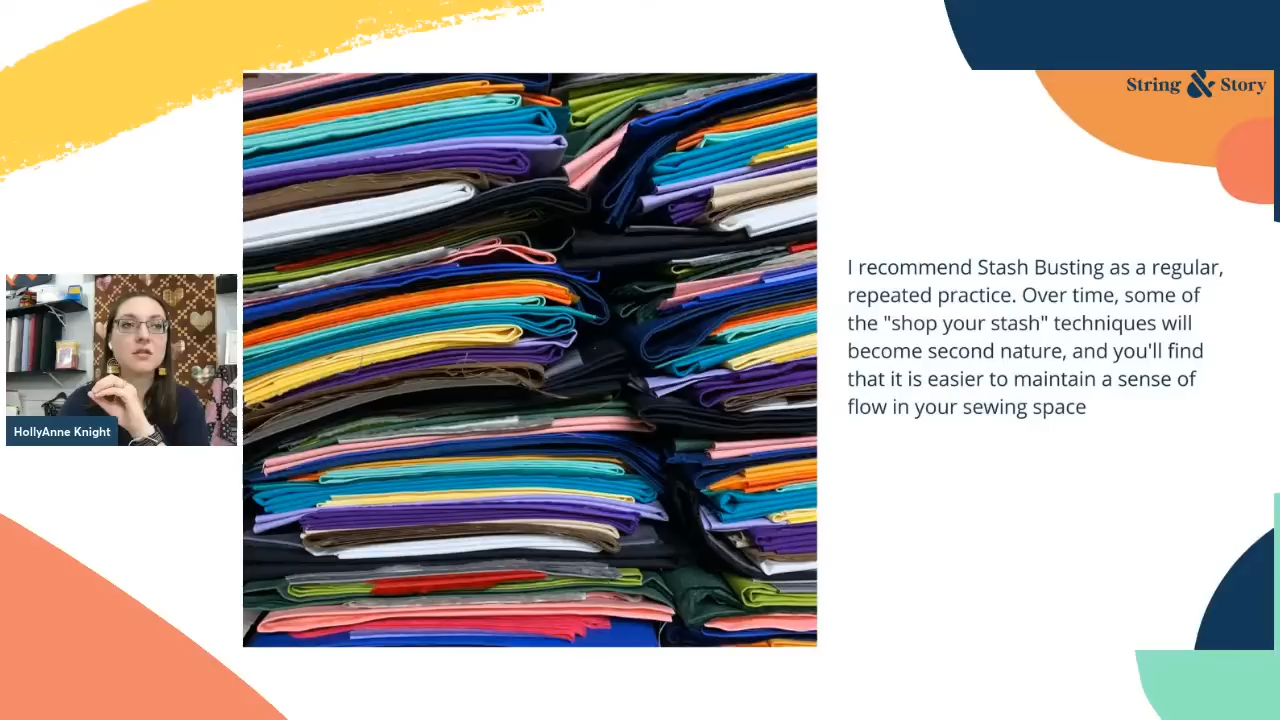 String & Story
I recommend Stash Busting as a regular,
repeated practice. Over time, some of
the "shop your stash" techniques will
become second nature, and you'll find
that it is easier to maintain a sense of
flow in your sewing space
HollyAnne Knight